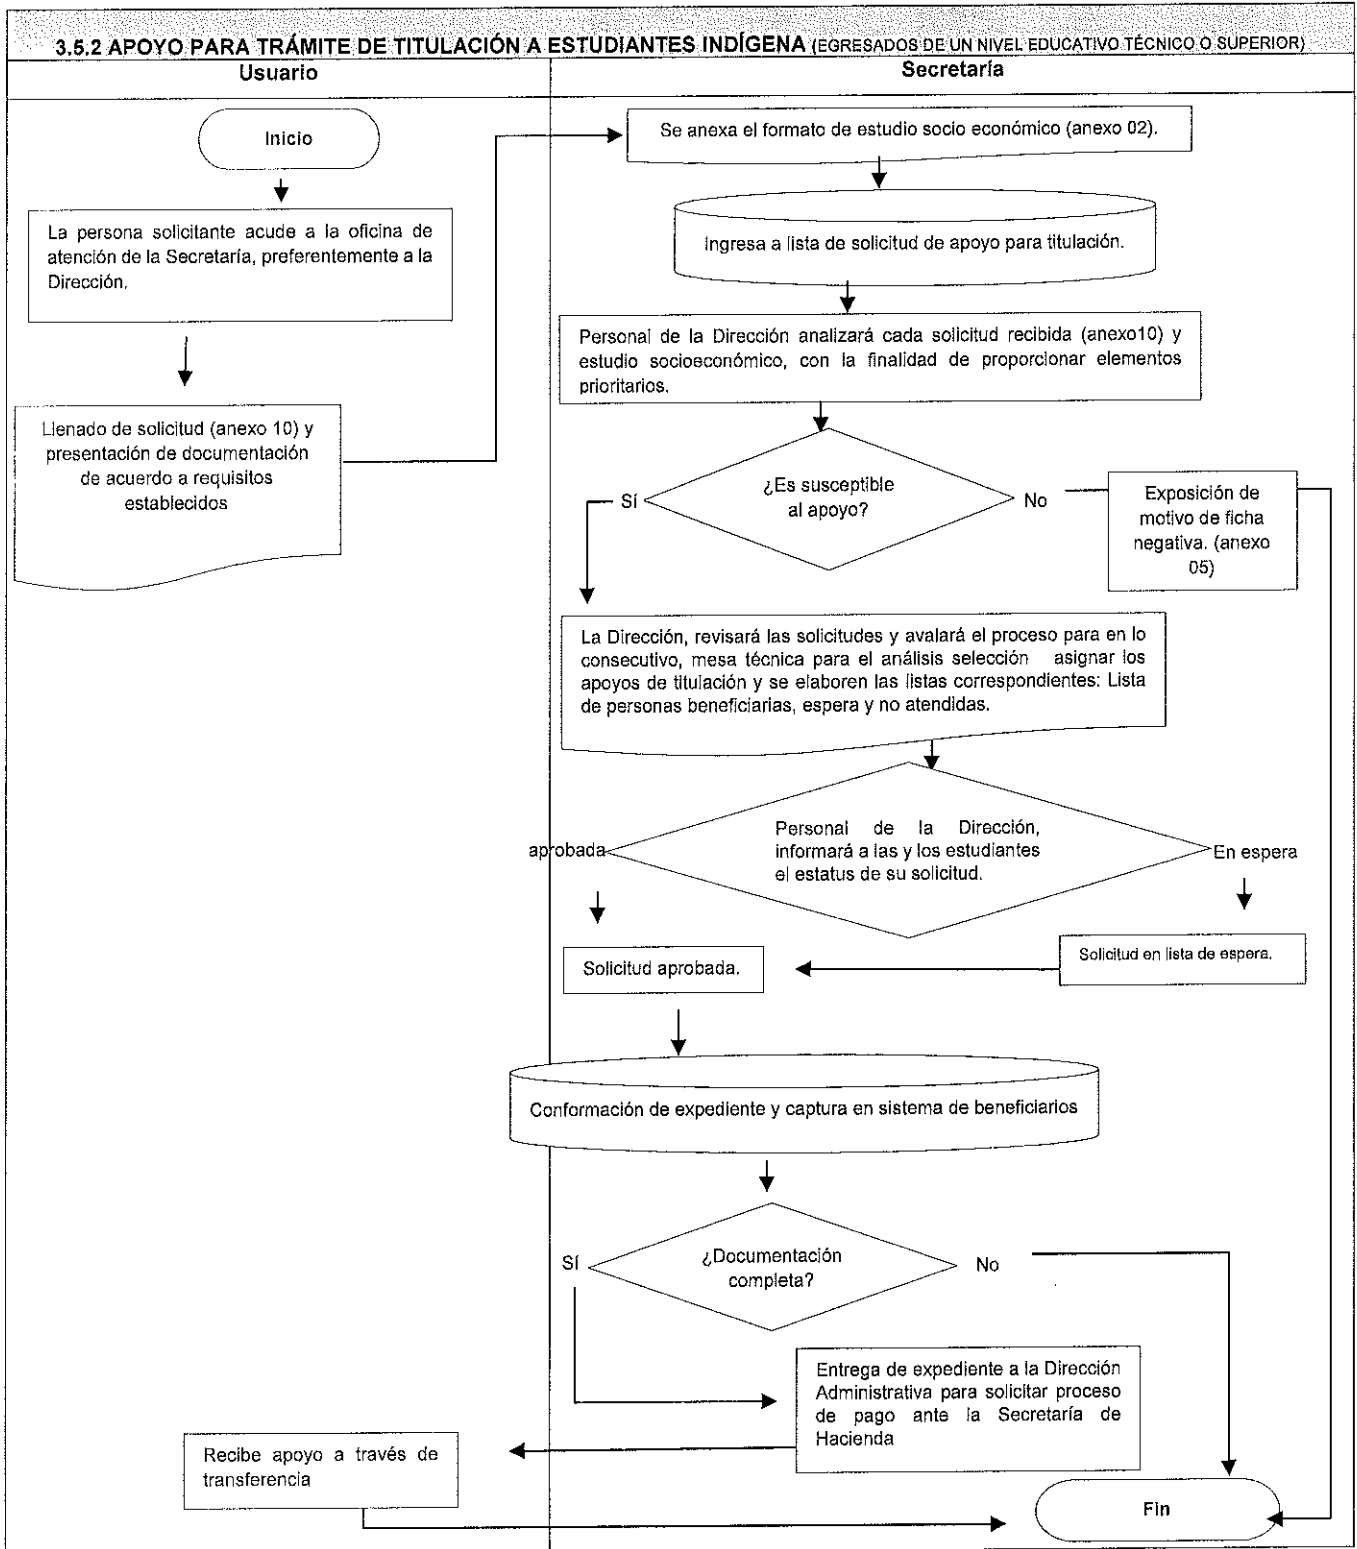 3.5.2 APOYO PARA TRÁMITE DE TITULACIÓN A ESTUDIANTES INDÍGENA (EGRESADOS DE UN NIVEL EDUCATIVO TÉCNICO O SUPERIOR)
Usuario
Secretaría
Inicio
La persona solicitante acude a la oficina de
atención de la Secretaría, preferentemente a la
Dirección.
Llenado de solicitud (anexo 10) y
presentación de documentación
de acuerdo a requisitos
establecidos
Se anexa el formato de estudio socio económico (anexo 02).
Ingresa a lista de solicitud de apoyo para titulación.
Personal de la Dirección analizará cada solicitud recibida (anexo10) y
estudio socioeconómico, con la finalidad de proporcionar elementos
prioritarios.
¿Es susceptible
al apoyo?
Sí
No
Exposición de
motivo de ficha
negativa. (anexo
05)
La Dirección, revisará las solicitudes y avalará el proceso para en lo
consecutivo, mesa técnica para el análisis selección asignar los
apoyos de titulación y se elaboren las listas correspondientes: Lista
de personas beneficiarias, espera y no atendidas.
Personal de la Dirección,
informará a las y los estudiantes
el estatus de su solicitud.
aprobada
En espera
Solicitud aprobada.
Solicitud en lista de espera.
Conformación de expediente y captura en sistema de beneficiarios
¿Documentación
completa?
Sí
No
Entrega de expediente a la Dirección
Administrativa para solicitar proceso
de pago ante la Secretaría de
Hacienda
Recibe apoyo a través de
transferencia
Fin